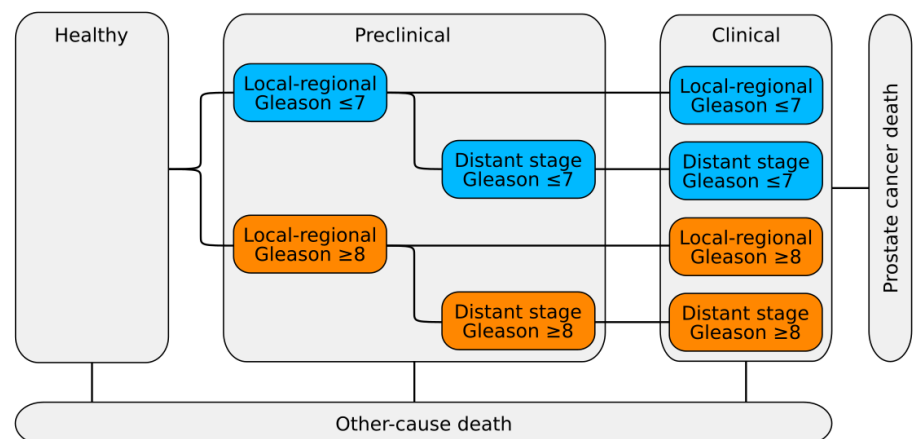 Healthy
Preclinical
Clinical
Local-regional
Gleason ≤7
Local-regional
Gleason ≤7
Distant stage
Gleason ≤7
Distant stage
Gleason ≤7
Local-regional
Gleason ≥8
Local-regional
Gleason ≥8
Distant stage
Gleason ≥8
Distant stage
Gleason ≥8
Prostate cancer death
Other-cause death